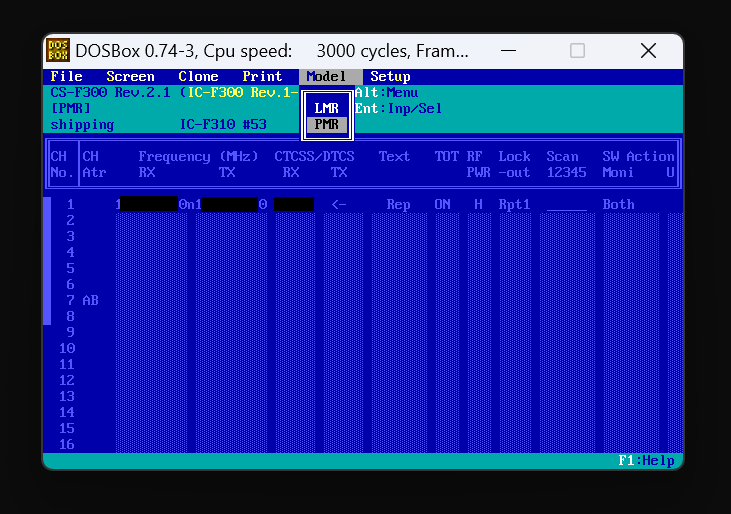 DOS BOX DOSBox 0.74-3, Cpu speed: 3000 cycles, Fram...
File Screen Clone Print Model Setup
CS-F300 Rev.2.1 (IC-F300 Rev.1- Alt:Menu
[PMR] LMR Ent:Inp/Sel
shipping IC-F310 #53 PMR
CH CH Frequency (MHz) CTCSS/DTCS Text TOT RF Lock Scan SW Action
No. Atr RX TX RX TX PWR -out 12345 Moni U
1 1 0n1 0 <- Rep ON H Rpt1 _____ Both
2
3
4
5
6
7 AB
8
9
10
11
12
13
14
15
16
F1:Help